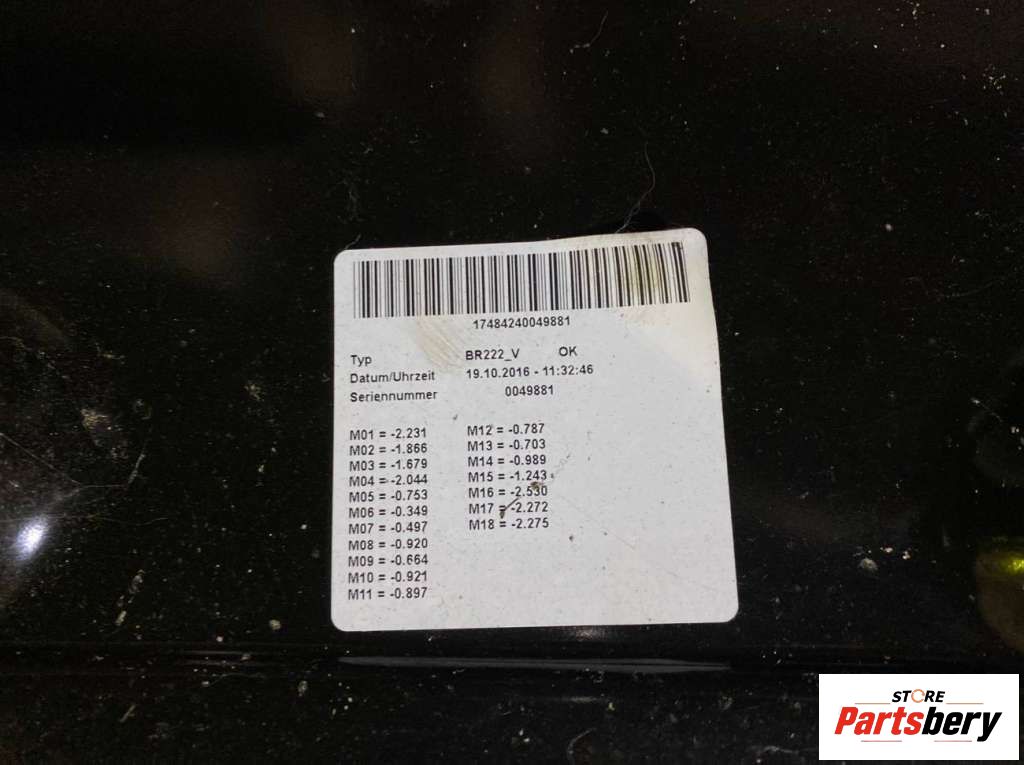 17484240049881
Typ BR222_V OK
Datum/Uhrzeit 19.10.2016 - 11:32:46
Seriennummer 0049881
M01 = -2.231
M02 = -1.866
M03 = -1.679
M04 = -2.044
M05 = -0.753
M06 = -0.349
M07 = -0.497
M08 = -0.920
M09 = -0.664
M10 = -0.921
M11 = -0.897
M12 = -0.787
M13 = -0.703
M14 = -0.989
M15 = -1.243
M16 = -2.530
M17 = -2.272
M18 = -2.275
STORE
Partsbery